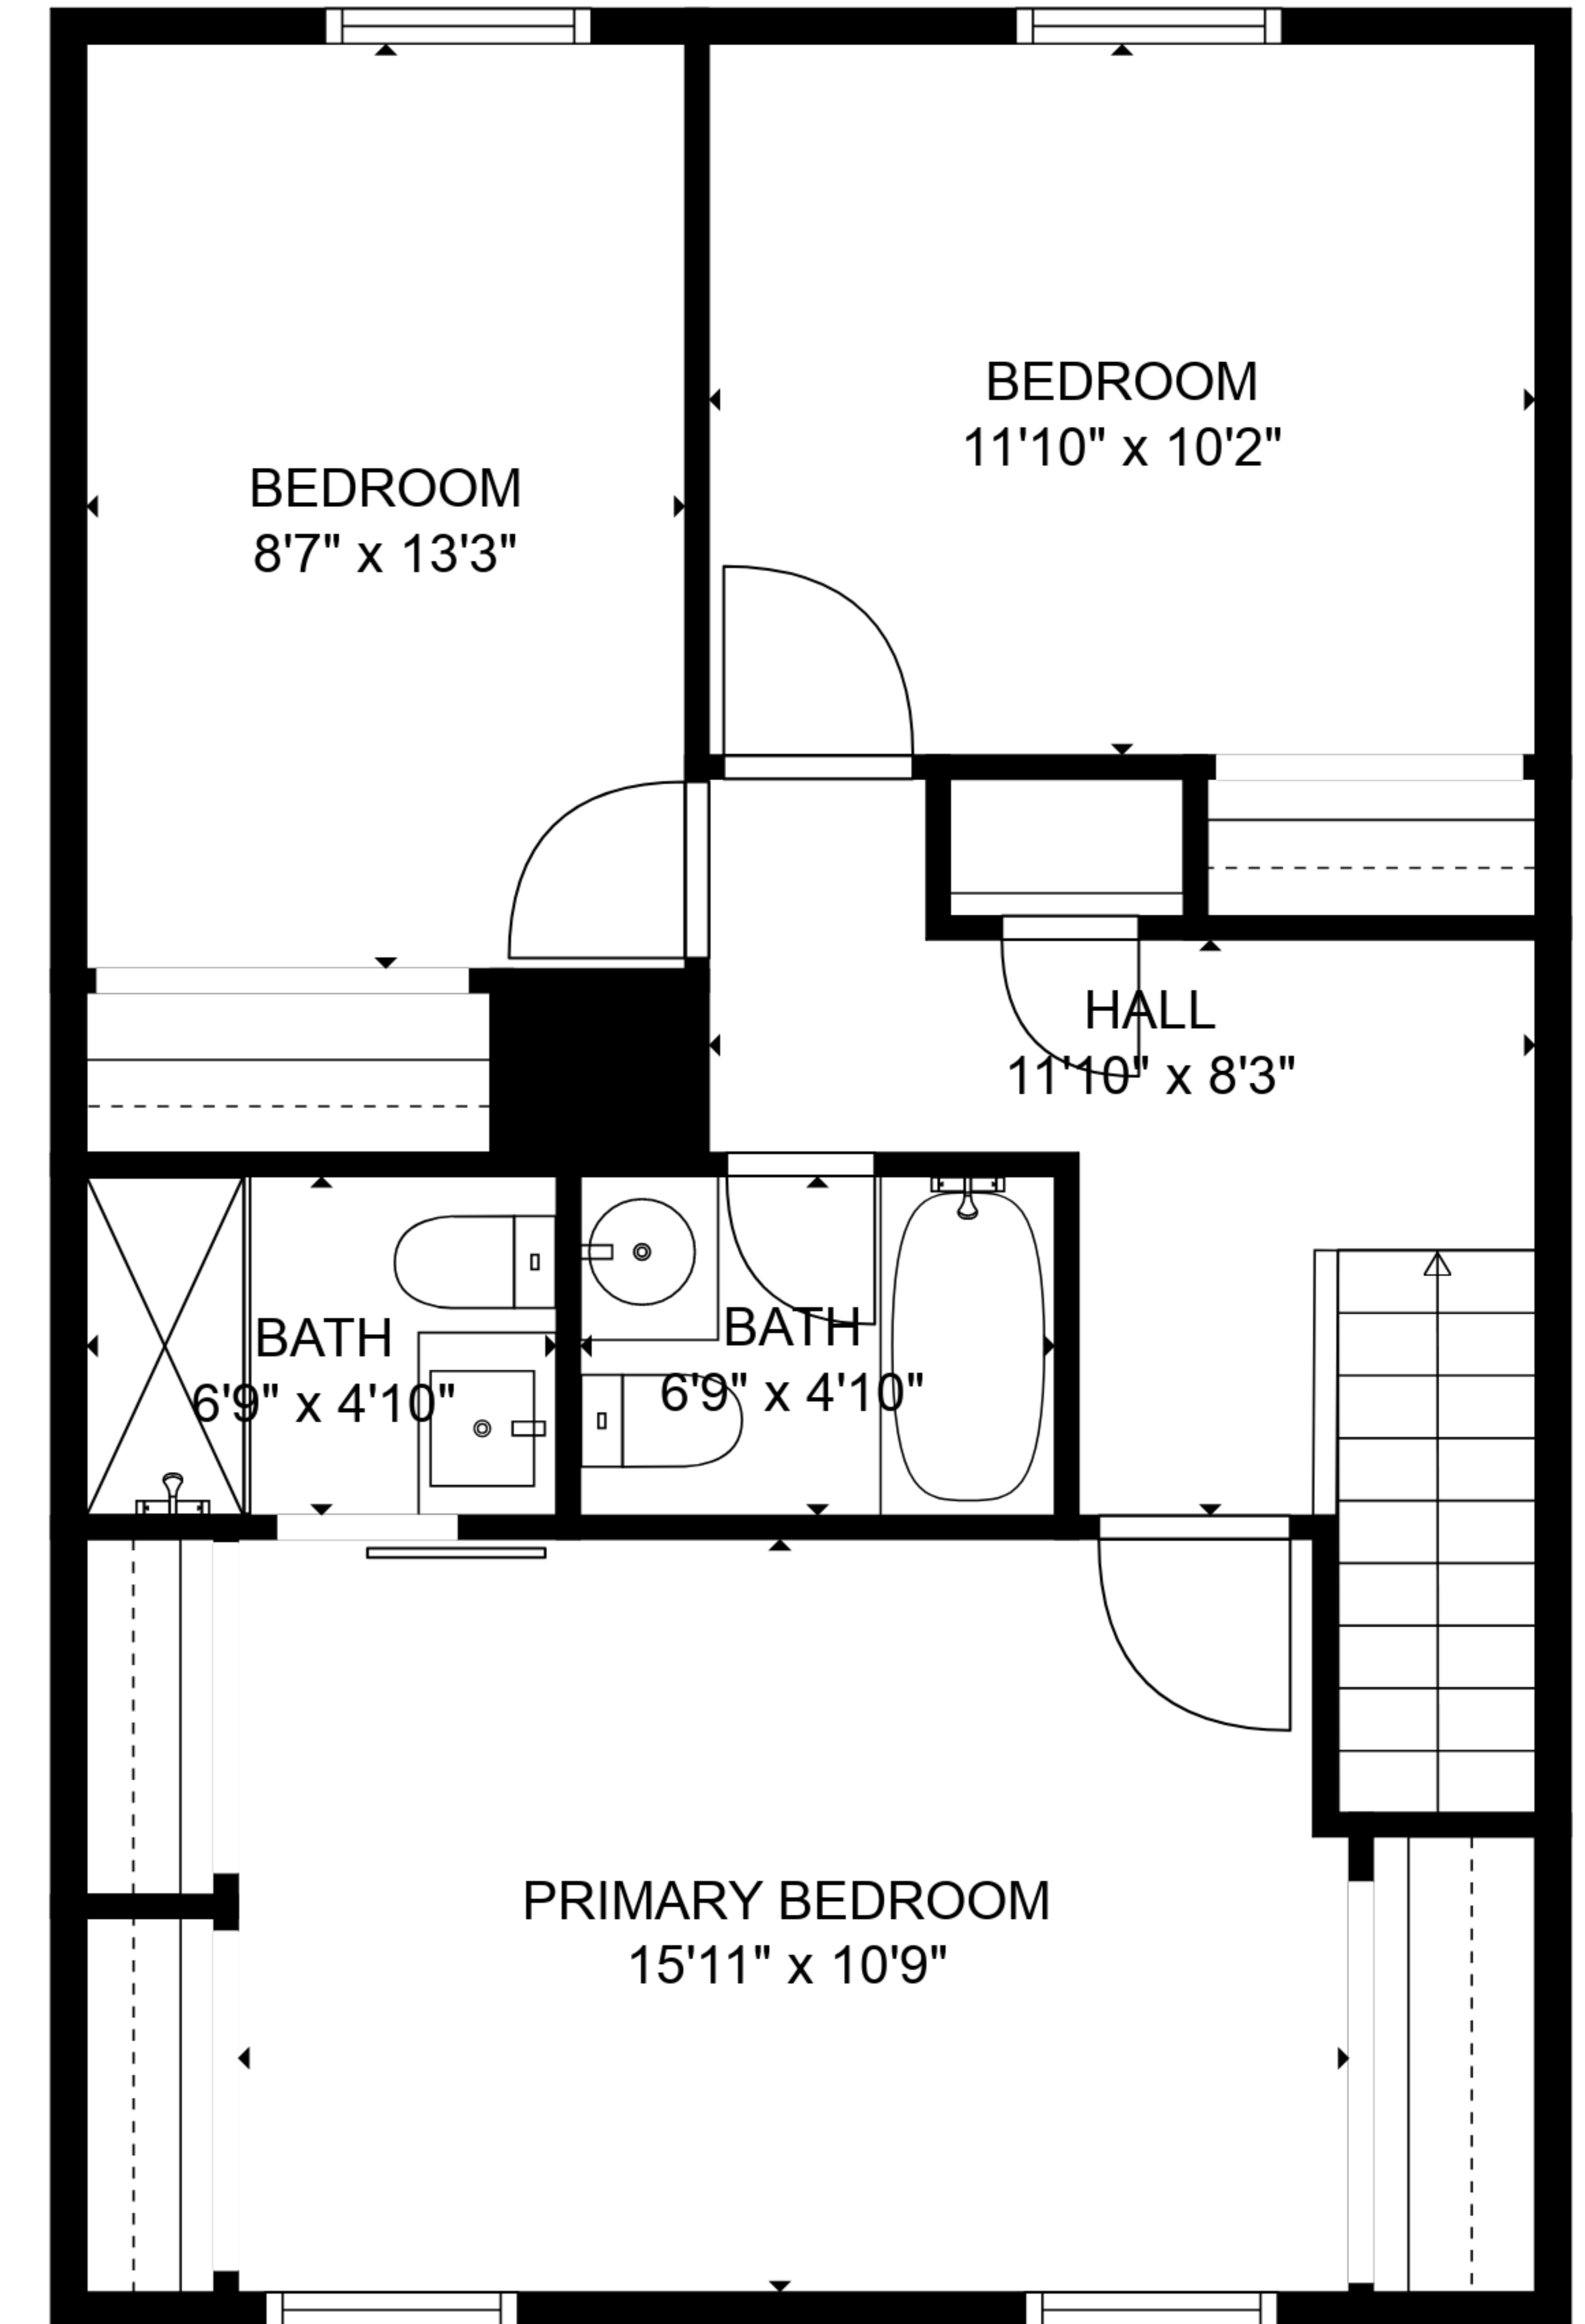 BEDROOM
11'10" x 10'2"
BEDROOM
8'7" x 13'3"
HALL
11'10" x 8'3"
BATH
6'9" x 4'10"
BATH
6'9" x 4'10"
PRIMARY BEDROOM
15'11" x 10'9"